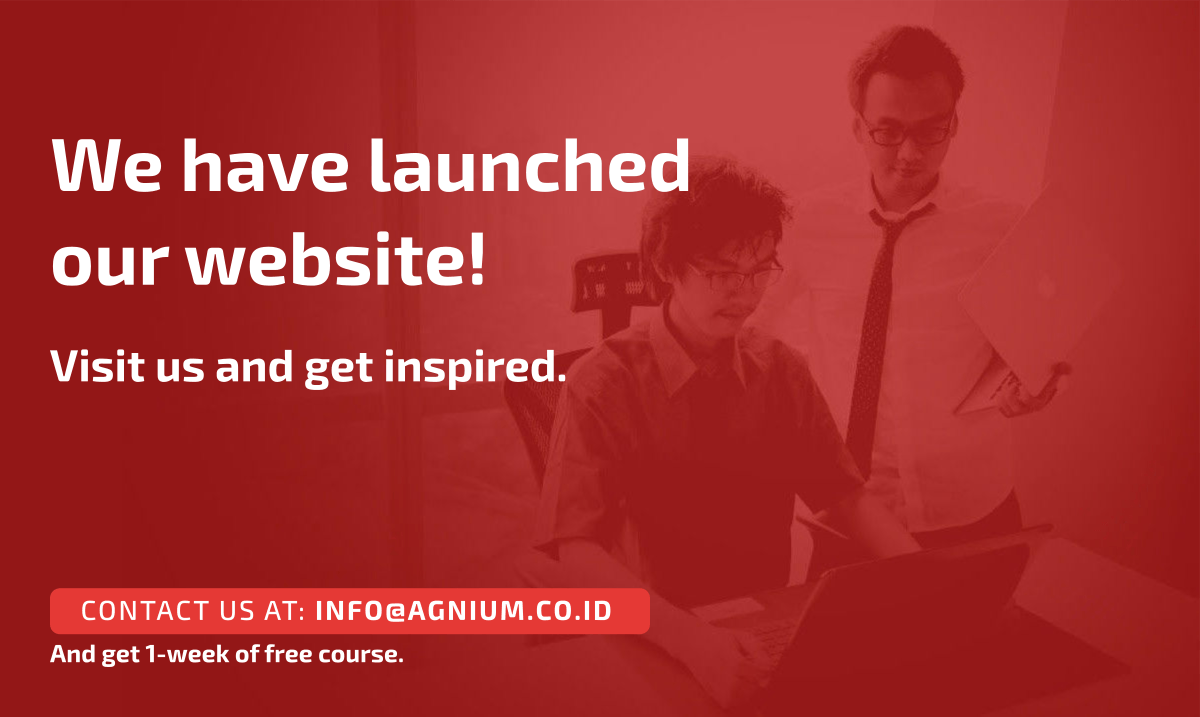 We have launched
our website!
Visit us and get inspired.
CONTACT US AT: INFO@AGNIUM.CO.ID
And get 1-week of free course.